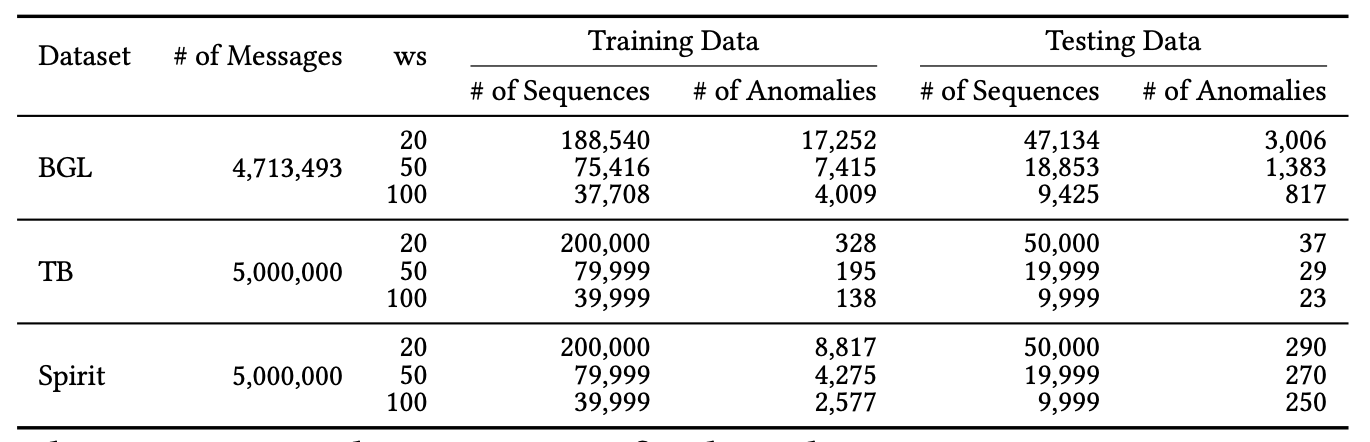 Dataset # of Messages ws Training Data Testing Data
# of Sequences # of Anomalies # of Sequences # of Anomalies
20 188,540 17,252 47,134 3,006
BGL 4,713,493 50 75,416 7,415 18,853 1,383
100 37,708 4,009 9,425 817
20 200,000 328 50,000 37
TB 5,000,000 50 79,999 195 19,999 29
100 39,999 138 9,999 23
20 200,000 8,817 50,000 290
Spirit 5,000,000 50 79,999 4,275 19,999 270
100 39,999 2,577 9,999 250